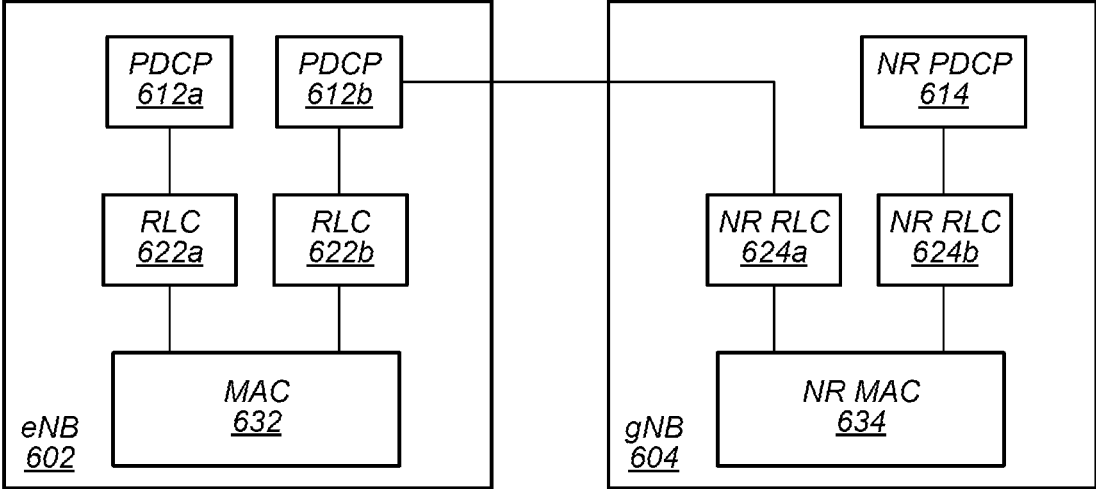 PDCP
612a
PDCP
612b
NR PDCP
614
RLC
622a
RLC
622b
NR RLC
624a
NR RLC
624b
MAC
632
NR MAC
634
eNB
602
gNB
604